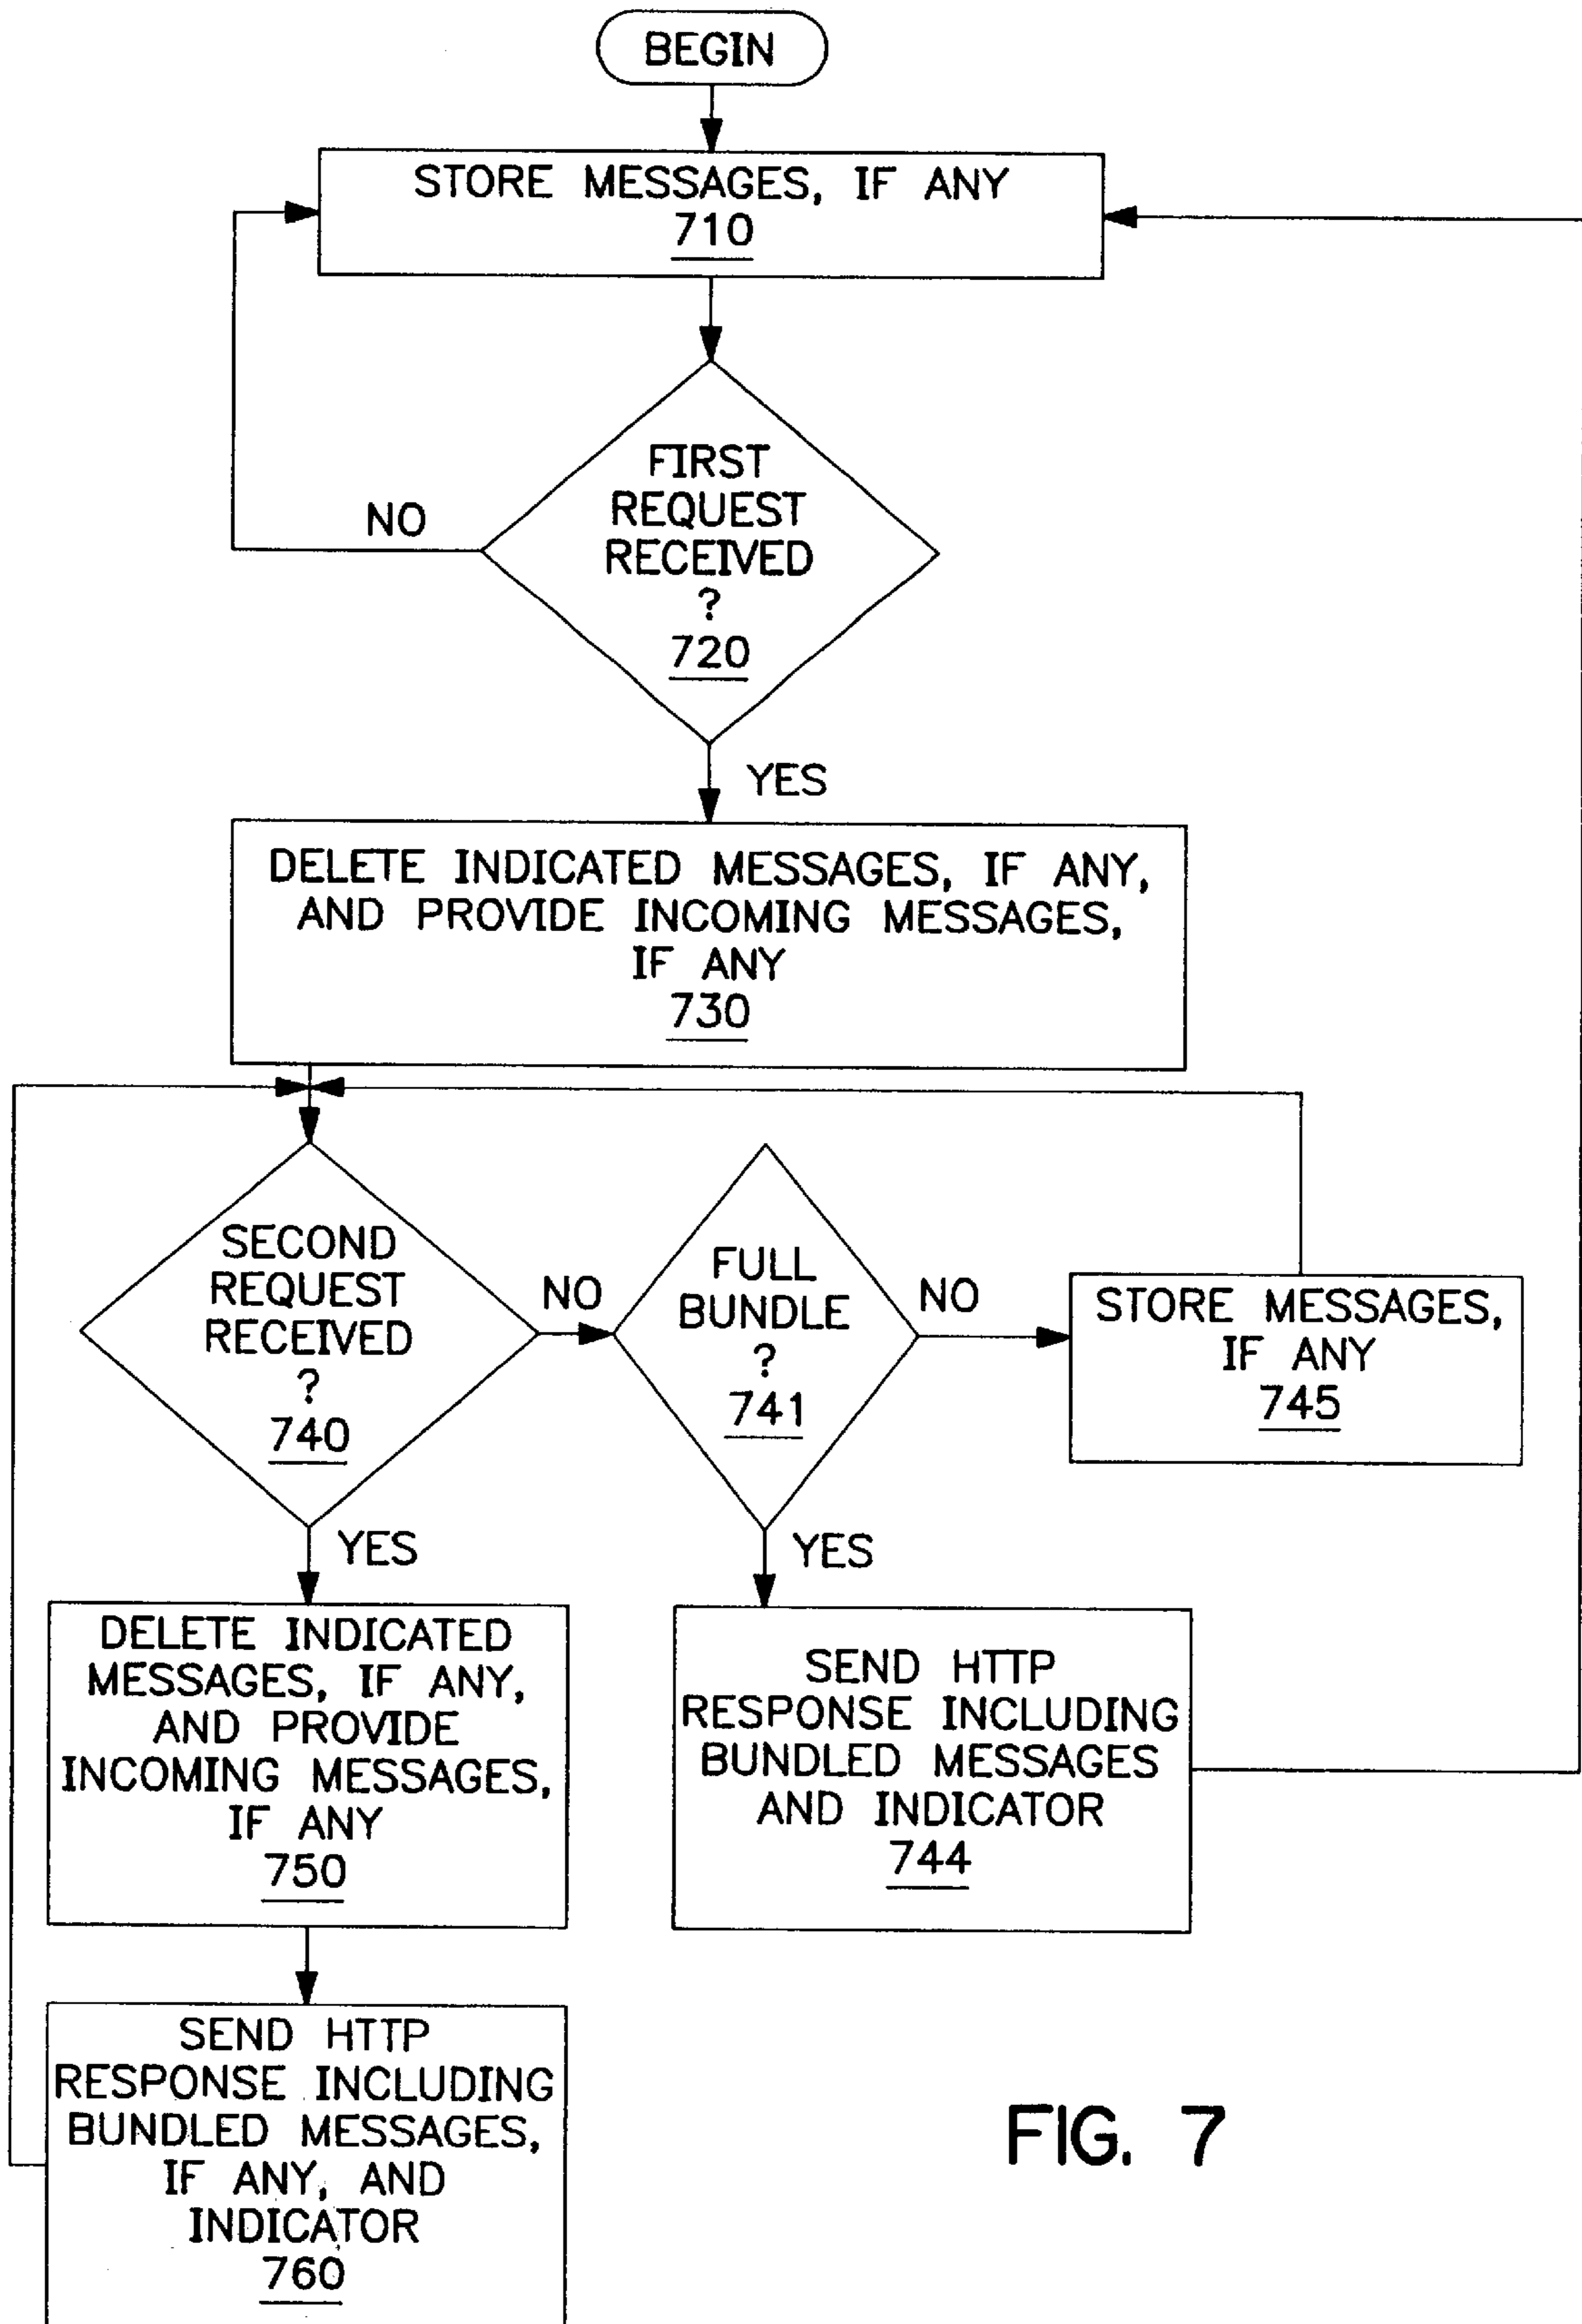 BEGIN
STORE MESSAGES, IF ANY
710
FIRST
REQUEST
RECEIVED
?
720
NO
YES
DELETE INDICATED MESSAGES, IF ANY,
AND PROVIDE INCOMING MESSAGES,
IF ANY
730
SECOND
REQUEST
RECEIVED
?
740
NO
YES
FULL
BUNDLE
?
741
NO
YES
STORE MESSAGES,
IF ANY
745
DELETE INDICATED
MESSAGES, IF ANY,
AND PROVIDE
INCOMING MESSAGES,
IF ANY
750
SEND HTTP
RESPONSE INCLUDING
BUNDLED MESSAGES
AND INDICATOR
744
SEND HTTP
RESPONSE INCLUDING
BUNDLED MESSAGES,
IF ANY, AND
INDICATOR
760
FIG. 7